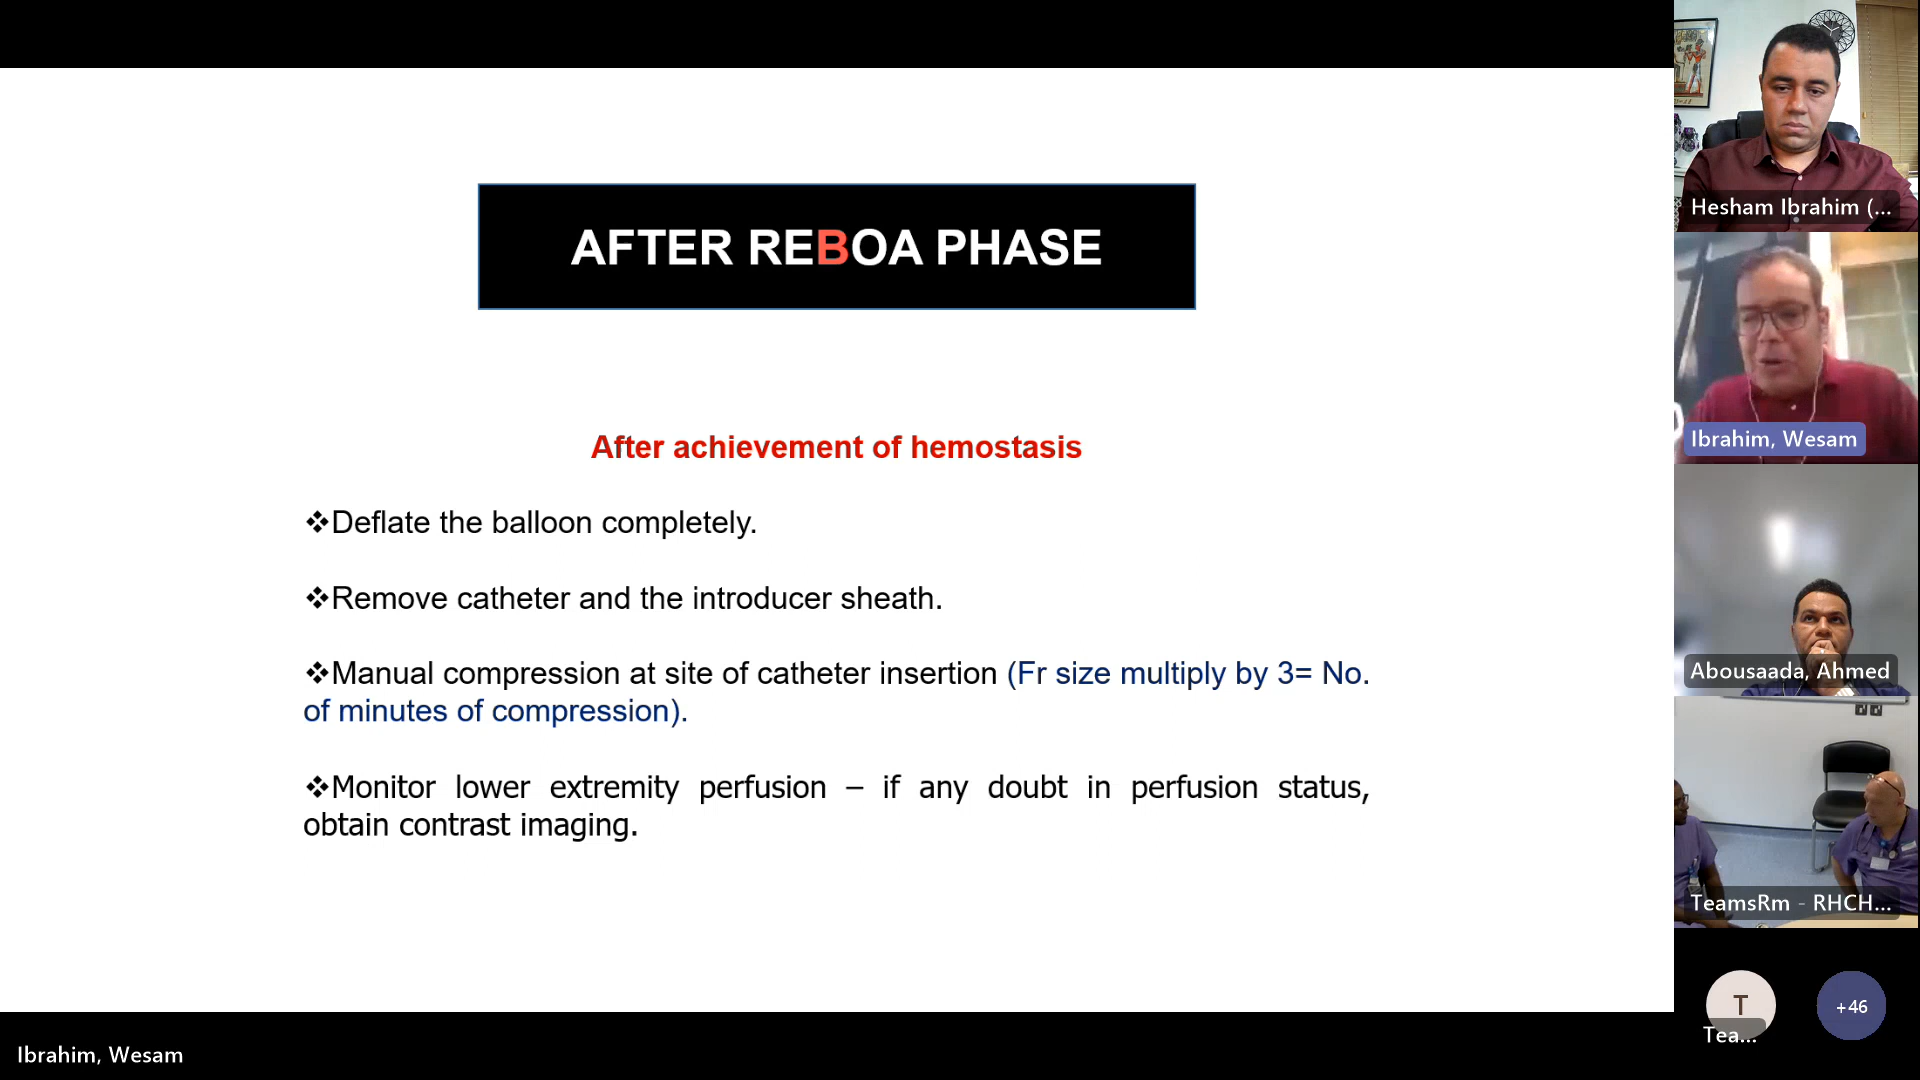 AFTER REBOA PHASE
After achievement of hemostasis
❖Deflate the balloon completely.
❖Remove catheter and the introducer sheath.
❖Manual compression at site of catheter insertion (Fr size multiply by 3= No.
of minutes of compression).
❖Monitor lower extremity perfusion – if any doubt in perfusion status,
obtain contrast imaging.
Hesham Ibrahim (...
Ibrahim, Wesam
Abousaada, Ahmed
TeamsRm - RHCH...
T
Tea...
+46
Ibrahim, Wesam